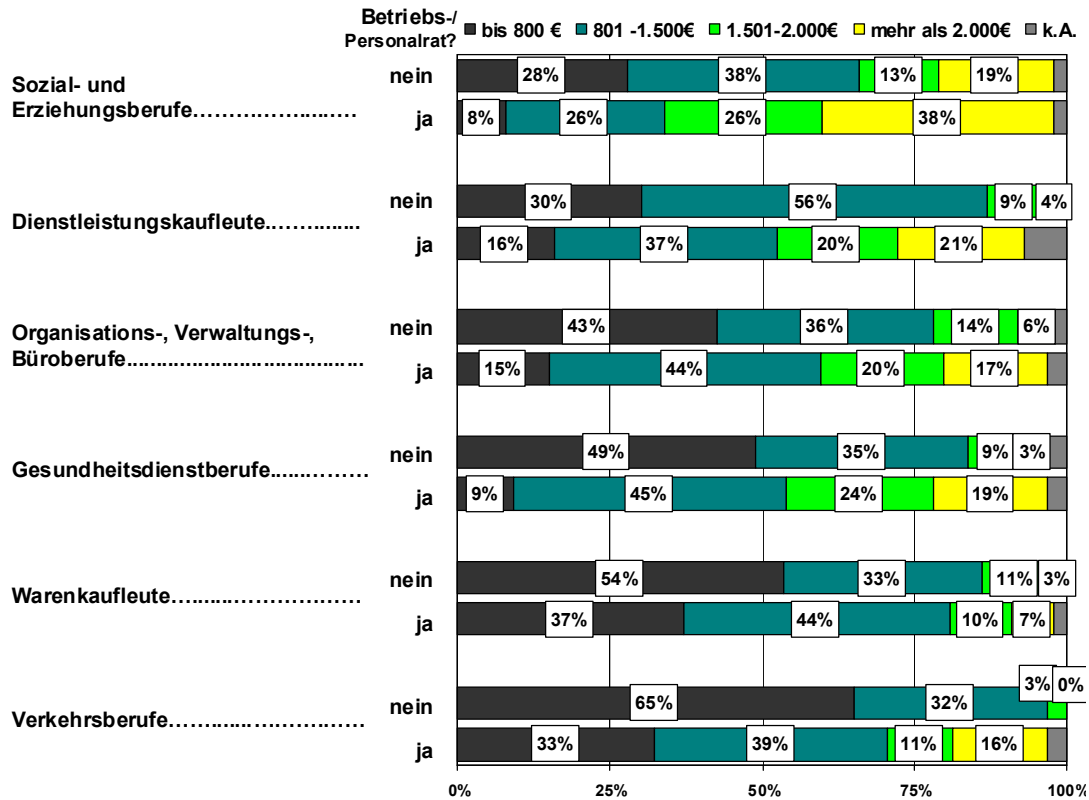 Betriebs-/
Personalrat?
bis 800 € 801 -1.500€ 1.501-2.000€ mehr als 2.000€ k.A.
Sozial- und
Erziehungsberufe……………......….
nein 28% 38% 13% 19%
ja 8% 26% 26% 38%
Dienstleistungskaufleute..……........
nein 30% 56% 9% 4%
ja 16% 37% 20% 21%
Organisations-, Verwaltungs-,
Büroberufe..................................…...
nein 43% 36% 14% 6%
ja 15% 44% 20% 17%
Gesundheitsdienstberufe......………
nein 49% 35% 9% 3%
ja 9% 45% 24% 19%
Warenkaufleute….......……………….
nein 54% 33% 11% 3%
ja 37% 44% 10% 7%
Verkehrsberufe………....………..……
nein 65% 32% 3% 0%
ja 33% 39% 11% 16%
0% 25% 50% 75% 100%